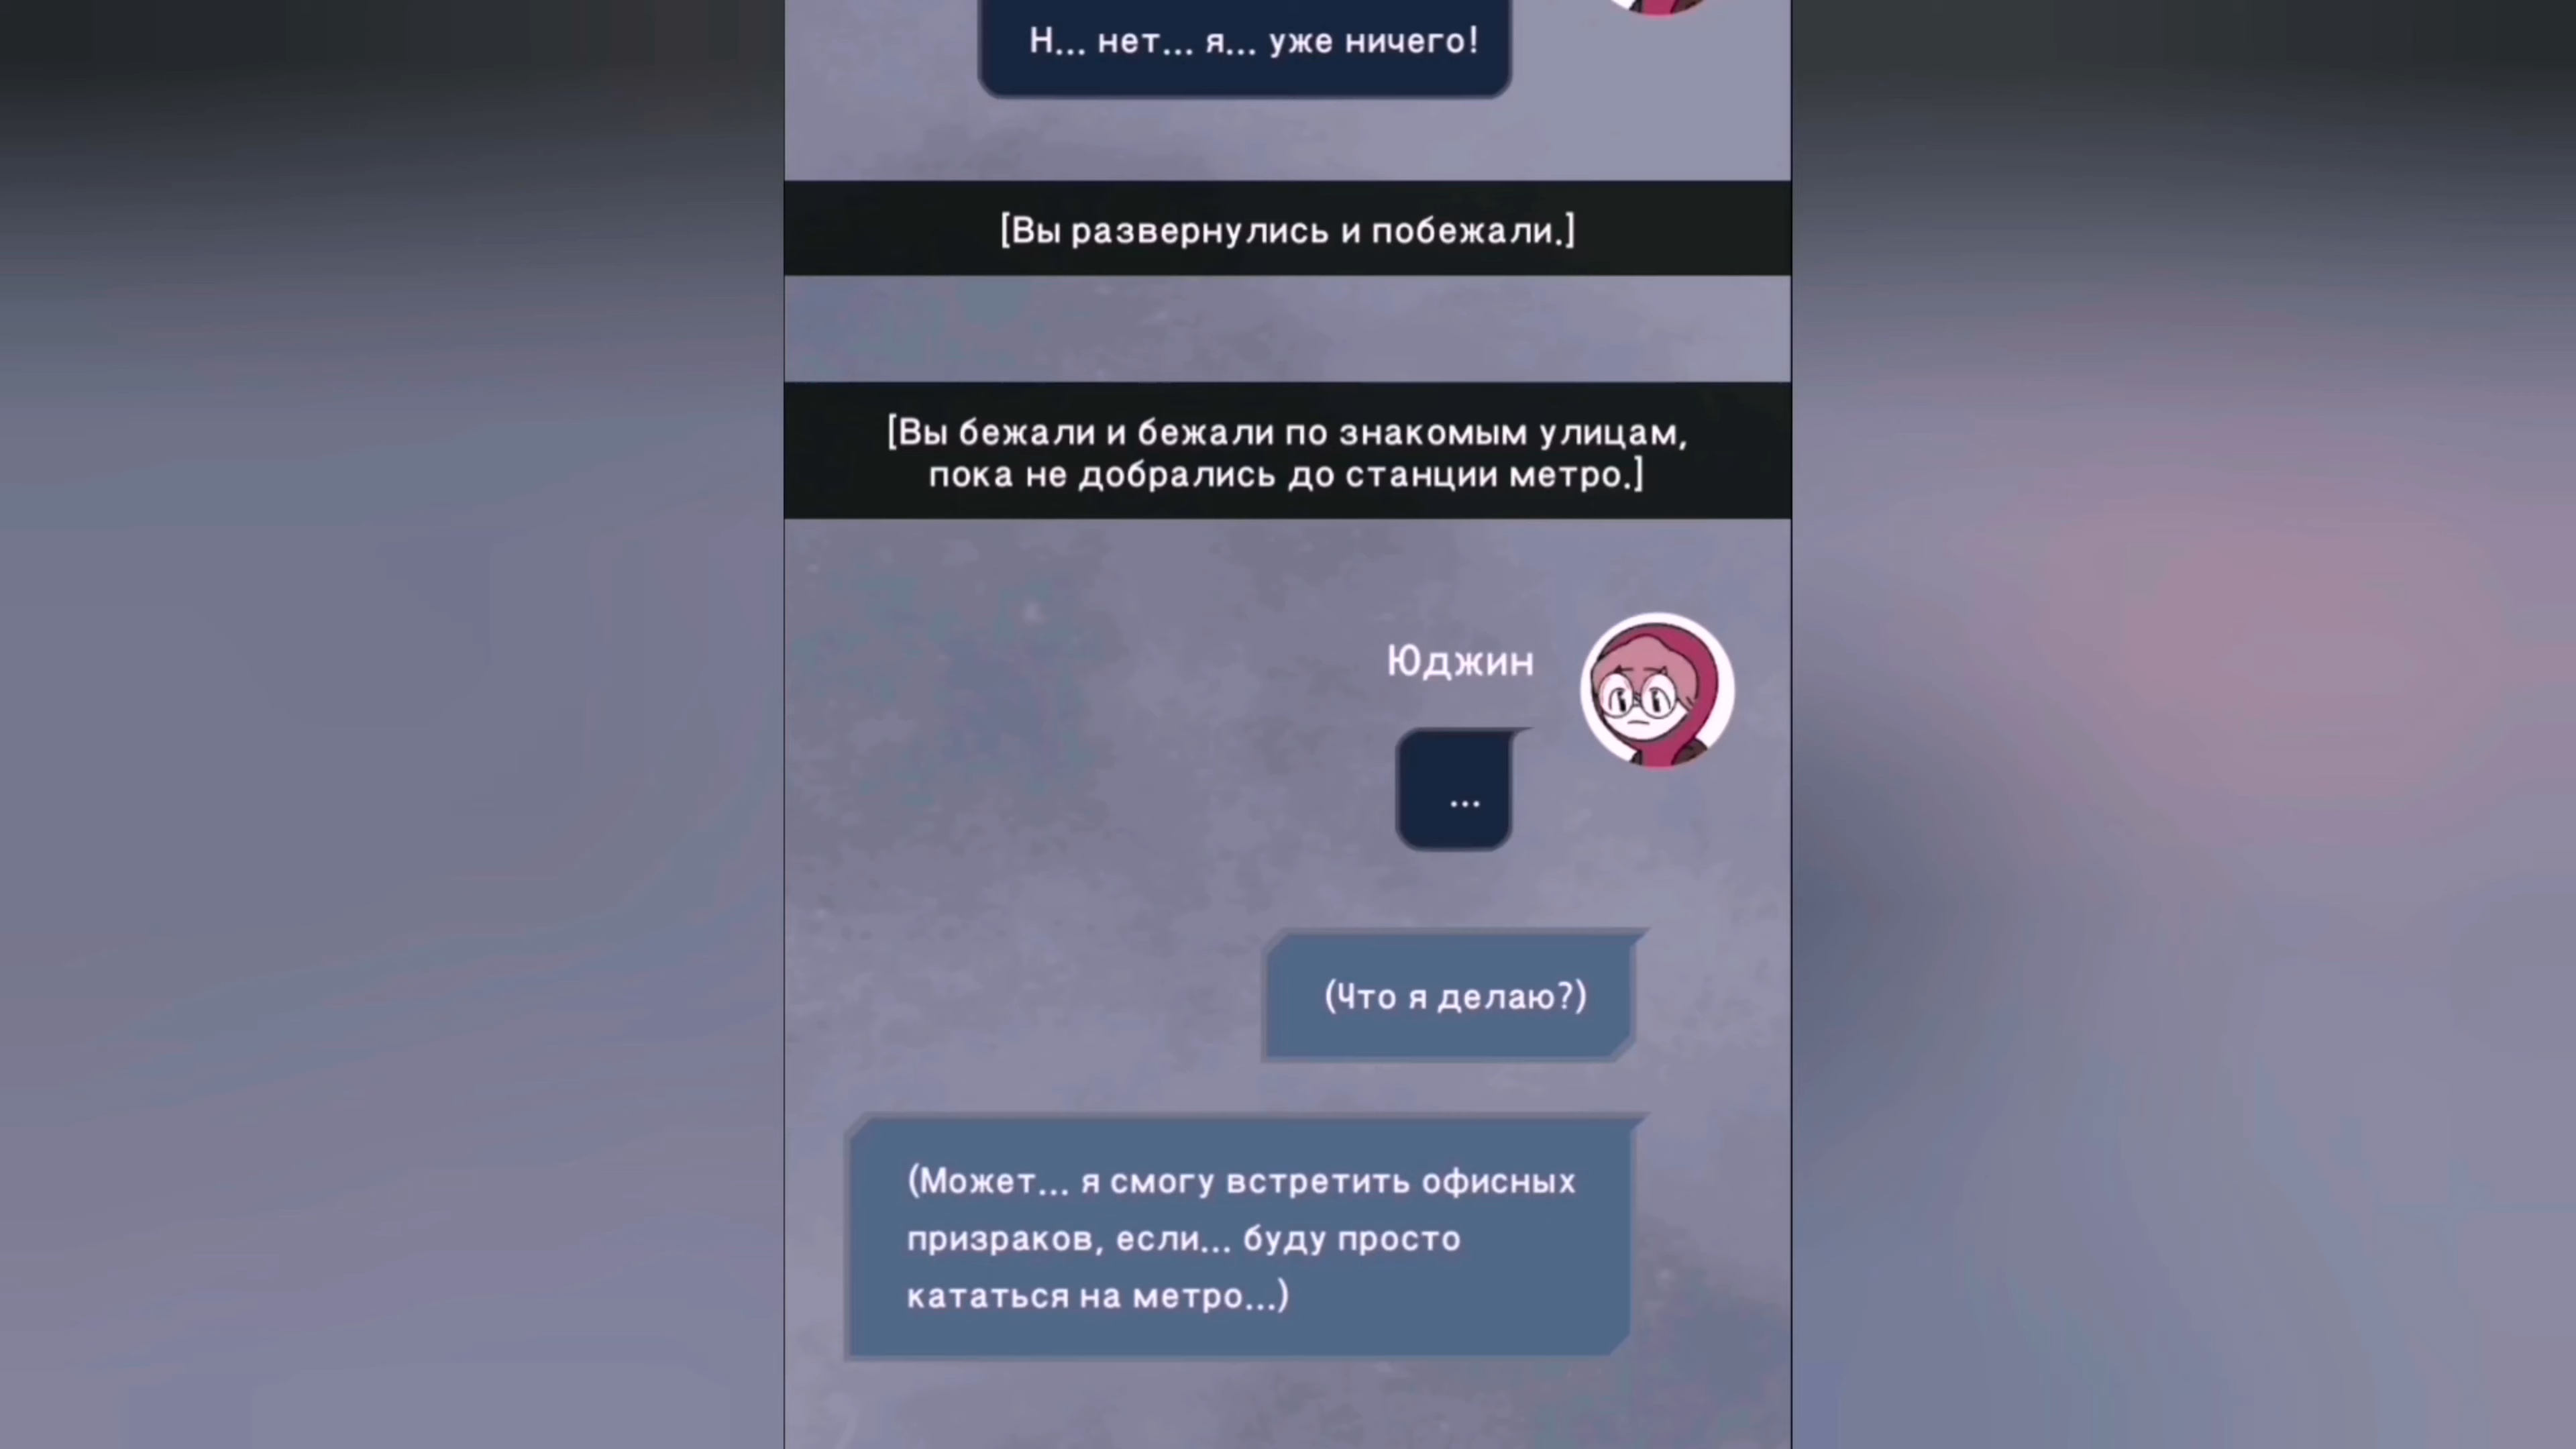 Н... нет... я... уже ничего!
[Вы развернулись и побежали.]
[Вы бежали и бежали по знакомым улицам,
пока не добрались до станции метро.]
Юджин
...
(Что я делаю?)
(Может... я смогу встретить офисных
призраков, если... буду просто
кататься на метро...)